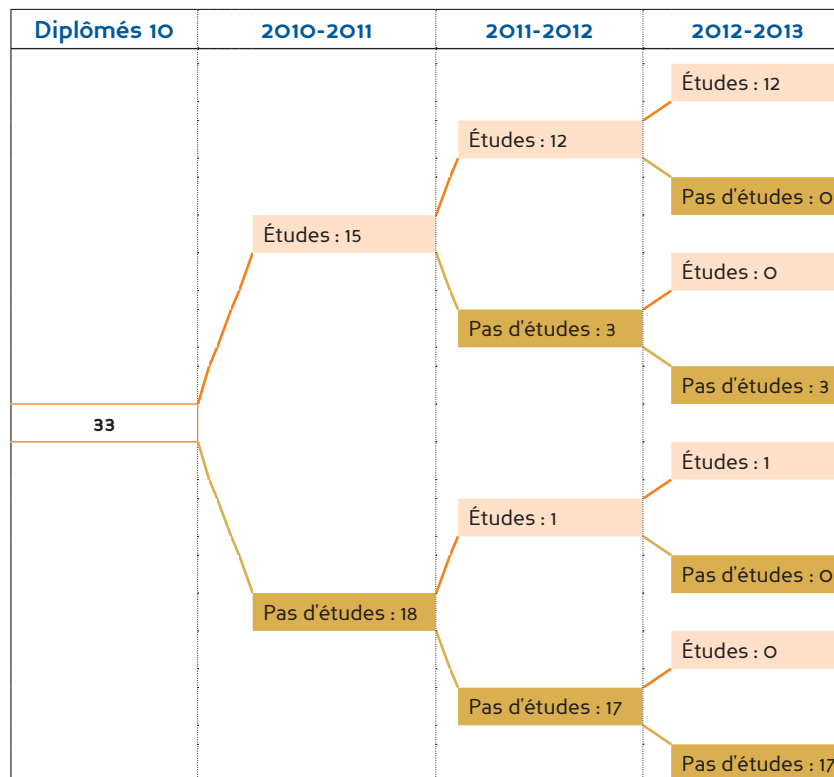 Diplômés 10 2010-2011 2011-2012 2012-2013
Études : 12
Études : 12
Pas d'études : 0
Études : 15
Études : 0
Pas d'études : 3
Pas d'études : 3
33
Études : 1
Études : 1
Pas d'études : 0
Pas d'études : 18
Études : 0
Pas d'études : 17
Pas d'études : 17